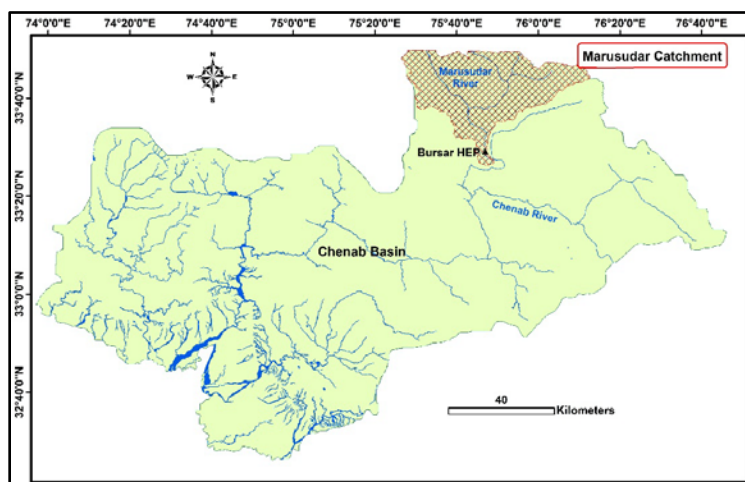 74°0'0"E 74°20'0"E 74°40'0"E 75°0'0"E 75°20'0"E 75°40'0"E 76°0'0"E 76°20'0"E 76°40'0"E
N
W E
S
Marusudar Catchment
Marusudar
River
33°40'0"N
Bursar HEP
33°20'0"N
Chenab River
Chenab Basin
33°0'0"N
32°40'0"N
40
Kilometers